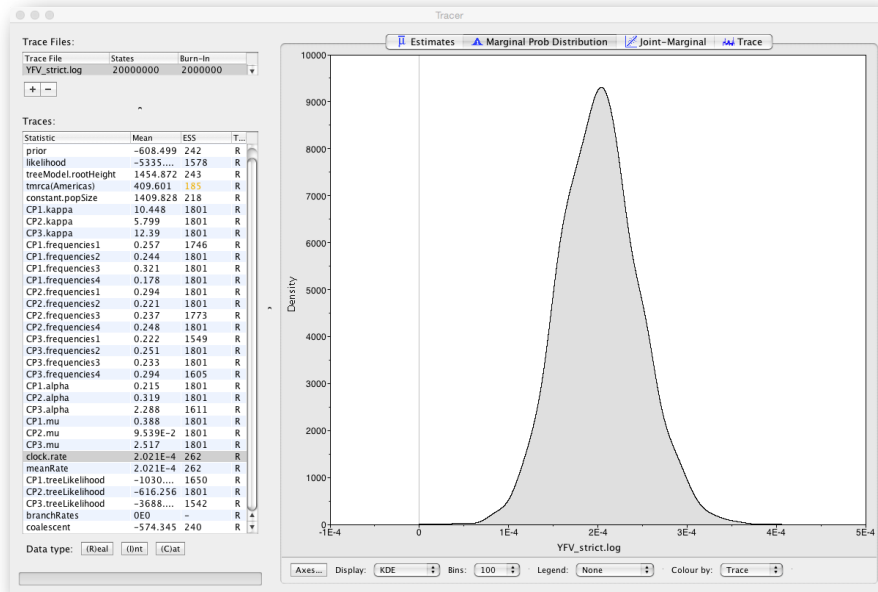 Tracer
Trace Files:
Trace File States Burn-In
YFV_strict.log 20000000 2000000
+ −
Traces:
Statistic Mean ESS T...
prior -608.499 242 R
likelihood -5335.... 1578 R
treeModel.rootHeight 1454.872 243 R
tmrca(Americas) 409.601 185 R
constant.popSize 1409.828 218 R
CP1.kappa 10.448 1801 R
CP2.kappa 5.799 1801 R
CP3.kappa 12.39 1801 R
CP1.frequencies1 0.257 1746 R
CP1.frequencies2 0.244 1801 R
CP1.frequencies3 0.321 1801 R
CP1.frequencies4 0.178 1801 R
CP2.frequencies1 0.294 1801 R
CP2.frequencies2 0.221 1801 R
CP2.frequencies3 0.237 1773 R
CP2.frequencies4 0.248 1801 R
CP3.frequencies1 0.222 1549 R
CP3.frequencies2 0.251 1801 R
CP3.frequencies3 0.233 1801 R
CP3.frequencies4 0.294 1605 R
CP1.alpha 0.215 1801 R
CP2.alpha 0.319 1801 R
CP3.alpha 2.288 1611 R
CP1.mu 0.388 1801 R
CP2.mu 9.539E-2 1801 R
CP3.mu 2.517 1801 R
clock.rate 2.021E-4 262 R
meanRate 2.021E-4 262 R
CP1.treeLikelihood -1030.... 1650 R
CP2.treeLikelihood -616.256 1801 R
CP3.treeLikelihood -3688.... 1542 R
branchRates 0E0 - R
coalescent -574.345 240 R
Data type: (R)eal (I)nt (C)at
Estimates Marginal Prob Distribution Joint-Marginal Trace
10000
9000
8000
7000
6000
5000
4000
3000
2000
1000
0
Density
-1E-4 0 1E-4 2E-4 3E-4 4E-4 5E-4
YFV_strict.log
Axes... Display: KDE Bins: 100 Legend: None Colour by: Trace